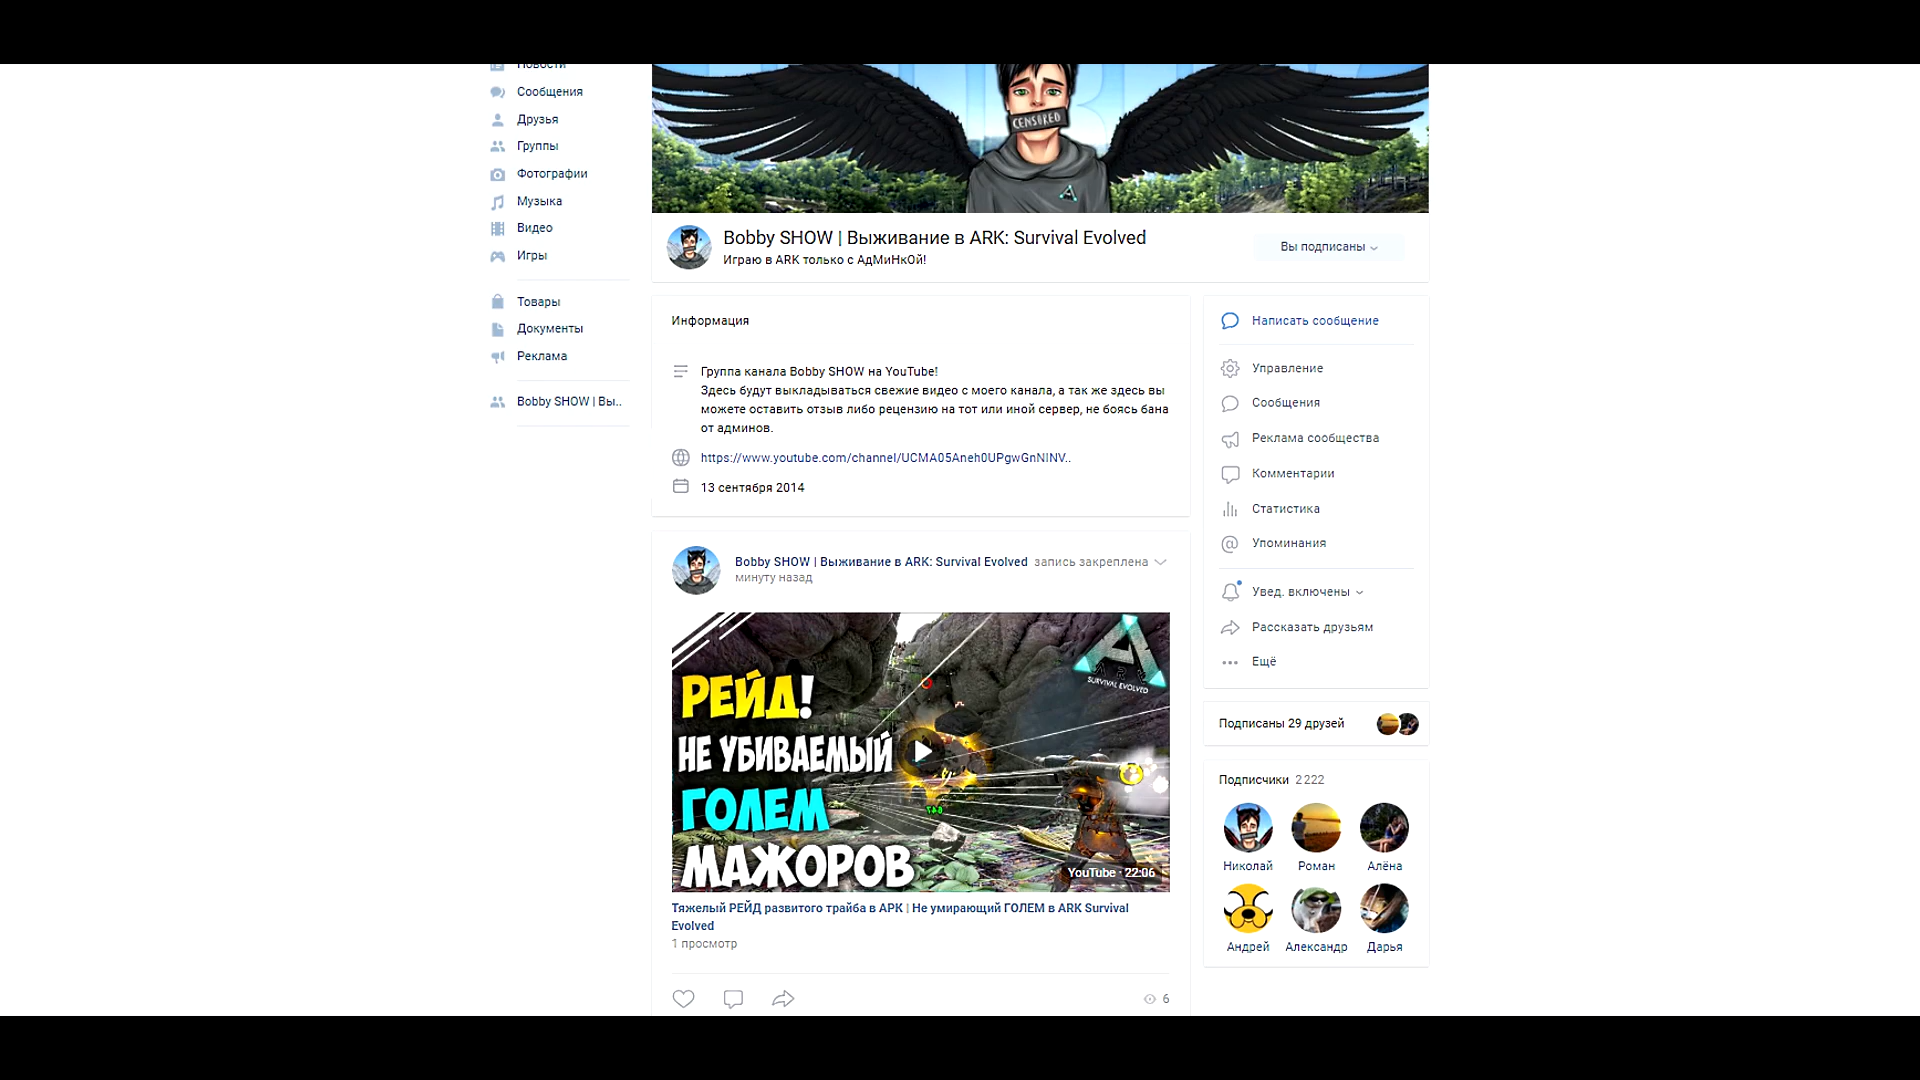 Новости
Сообщения
Друзья
Группы
Фотографии
Музыка
Видео
Игры
Товары
Документы
Реклама
Bobby SHOW | Вы..
CENSORED
Bobby SHOW | Выживание в ARK: Survival Evolved
Играю в ARK только с АдМиНкОй!
Вы подписаны
Информация
Группа канала Bobby SHOW на YouTube!
Здесь будут выкладываться свежие видео с моего канала, а так же здесь вы
можете оставить отзыв либо рецензию на тот или иной сервер, не боясь бана
от админов.
https://www.youtube.com/channel/UCMA05Aneh0UPgwGnNINV..
13 сентября 2014
Bobby SHOW | Выживание в ARK: Survival Evolved запись закреплена
минуту назад
ARK
SURVIVAL EVOLVED
РЕЙД!
НЕ УБИВАЕМЫЙ
ГОЛЕМ
МАЖОРОВ
YouTube · 22:06
Тяжелый РЕЙД развитого трайба в АРК | Не умирающий ГОЛЕМ в ARK Survival
Evolved
1 просмотр
6
Написать сообщение
Управление
Сообщения
Реклама сообщества
Комментарии
Статистика
Упоминания
Увед. включены
Рассказать друзьям
Ещё
Подписаны 29 друзей
Подписчики 2 222
Николай
Роман
Алёна
Андрей
Александр
Дарья